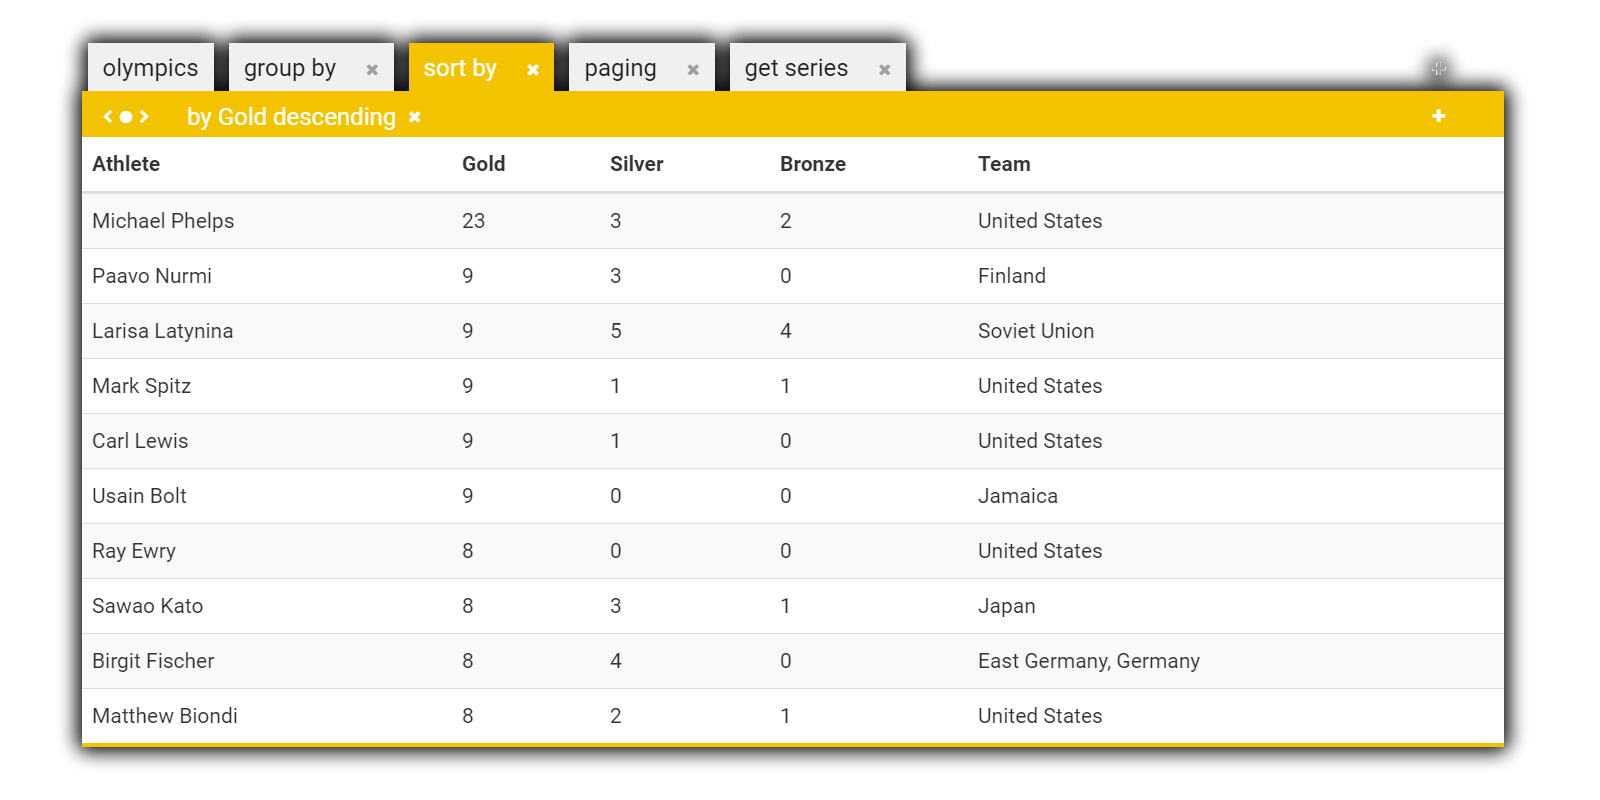 olympics group by sort by paging get series
by Gold descending
Athlete Gold Silver Bronze Team
Michael Phelps 23 3 2 United States
Paavo Nurmi 9 3 0 Finland
Larisa Latynina 9 5 4 Soviet Union
Mark Spitz 9 1 1 United States
Carl Lewis 9 1 0 United States
Usain Bolt 9 0 0 Jamaica
Ray Ewry 8 0 0 United States
Sawao Kato 8 3 1 Japan
Birgit Fischer 8 4 0 East Germany, Germany
Matthew Biondi 8 2 1 United States